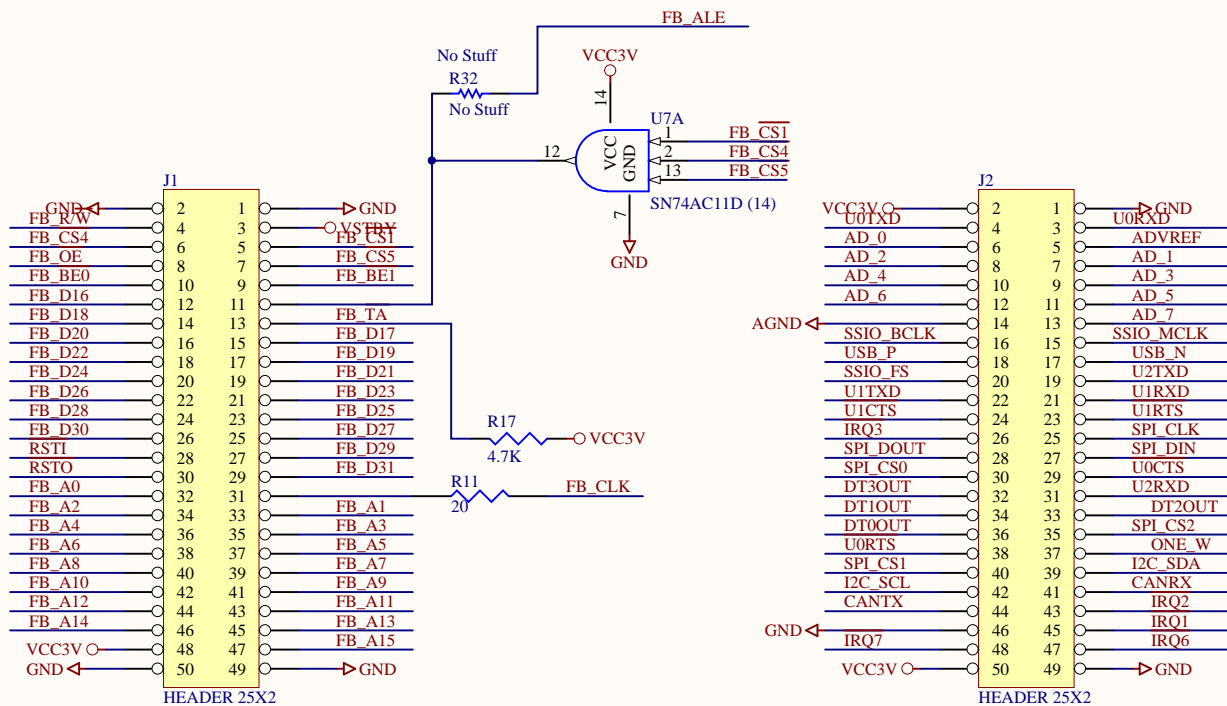 FB_ALE
No Stuff
R32
No Stuff
VCC3V
14
U7A
VCC
GND
12
1 FB_CS1
2 FB_CS4
13 FB_CS5
7
SN74AC11D (14)
GND
J1
GND 2 1 GND
FB_R/W 4 3 VSTBY
FB_CS4 6 5 FB_CS1
FB_OE 8 7 FB_CS5
FB_BE0 10 9 FB_BE1
FB_D16 12 11
FB_D18 14 13 FB_TA
FB_D20 16 15 FB_D17
FB_D22 18 17 FB_D19
FB_D24 20 19 FB_D21
FB_D26 22 21 FB_D23
FB_D28 24 23 FB_D25
FB_D30 26 25 FB_D27
RSTI 28 27 FB_D29
RSTO 30 29 FB_D31
FB_A0 32 31
FB_A2 34 33 FB_A1
FB_A4 36 35 FB_A3
FB_A6 38 37 FB_A5
FB_A8 40 39 FB_A7
FB_A10 42 41 FB_A9
FB_A12 44 43 FB_A11
FB_A14 46 45 FB_A13
VCC3V 48 47 FB_A15
GND 50 49 GND
HEADER 25X2
R17
4.7K
VCC3V
R11
20
FB_CLK
J2
VCC3V 2 1 GND
U0TXD 4 3 U0RXD
AD_0 6 5 ADVREF
AD_2 8 7 AD_1
AD_4 10 9 AD_3
AD_6 12 11 AD_5
AGND 14 13 AD_7
SSIO_BCLK 16 15 SSIO_MCLK
USB_P 18 17 USB_N
SSIO_FS 20 19 U2TXD
U1TXD 22 21 U1RXD
U1CTS 24 23 U1RTS
IRQ3 26 25 SPI_CLK
SPI_DOUT 28 27 SPI_DIN
SPI_CS0 30 29 U0CTS
DT3OUT 32 31 U2RXD
DT1OUT 34 33 DT2OUT
DT0OUT 36 35 SPI_CS2
U0RTS 38 37 ONE_W
SPI_CS1 40 39 I2C_SDA
I2C_SCL 42 41 CANRX
CANTX 44 43 IRQ2
GND 46 45 IRQ1
IRQ7 48 47 IRQ6
VCC3V 50 49 GND
HEADER 25X2